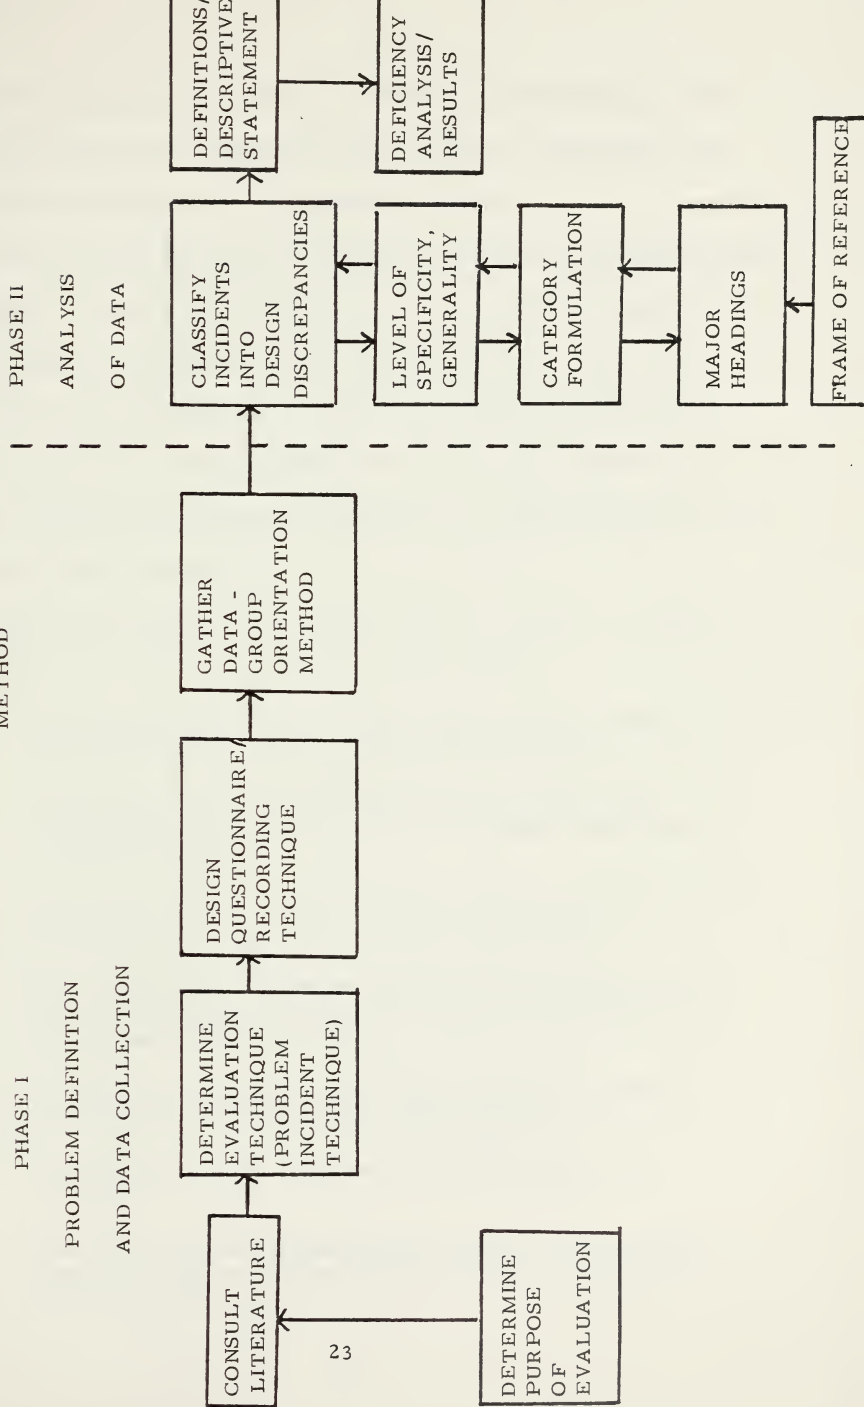 METHOD
PHASE I
PROBLEM DEFINITION
AND DATA COLLECTION
PHASE II
ANALYSIS
OF DATA
DETERMINE
PURPOSE
OF
EVALUATION
CONSULT
LITERATURE
DETERMINE
EVALUATION
TECHNIQUE
(PROBLEM
INCIDENT
TECHNIQUE)
DESIGN
QUESTIONNAIRE/
RECORDING
TECHNIQUE
GATHER
DATA -
GROUP
ORIENTATION
METHOD
CLASSIFY
INCIDENTS
INTO
DESIGN
DISCREPANCIES
LEVEL OF
SPECIFICITY,
GENERALITY
CATEGORY
FORMULATION
MAJOR
HEADINGS
FRAME OF REFERENCE
DEFINITIONS/
DESCRIPTIVE
STATEMENT
DEFICIENCY
ANALYSIS/
RESULTS
23